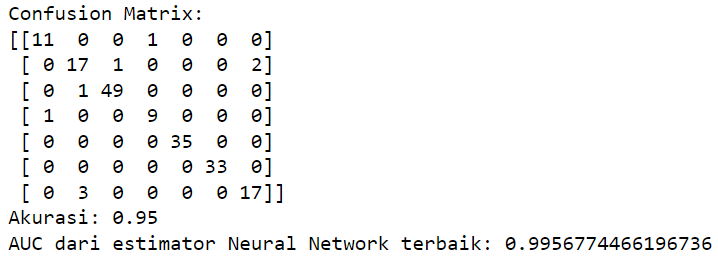 Confusion Matrix:
[[11  0  0  1  0  0  0]
 [ 0 17  1  0  0  0  2]
 [ 0  1 49  0  0  0  0]
 [ 1  0  0  9  0  0  0]
 [ 0  0  0  0 35  0  0]
 [ 0  0  0  0  0 33  0]
 [ 0  3  0  0  0  0 17]]
Akurasi: 0.95
AUC dari estimator Neural Network terbaik: 0.9956774466196736